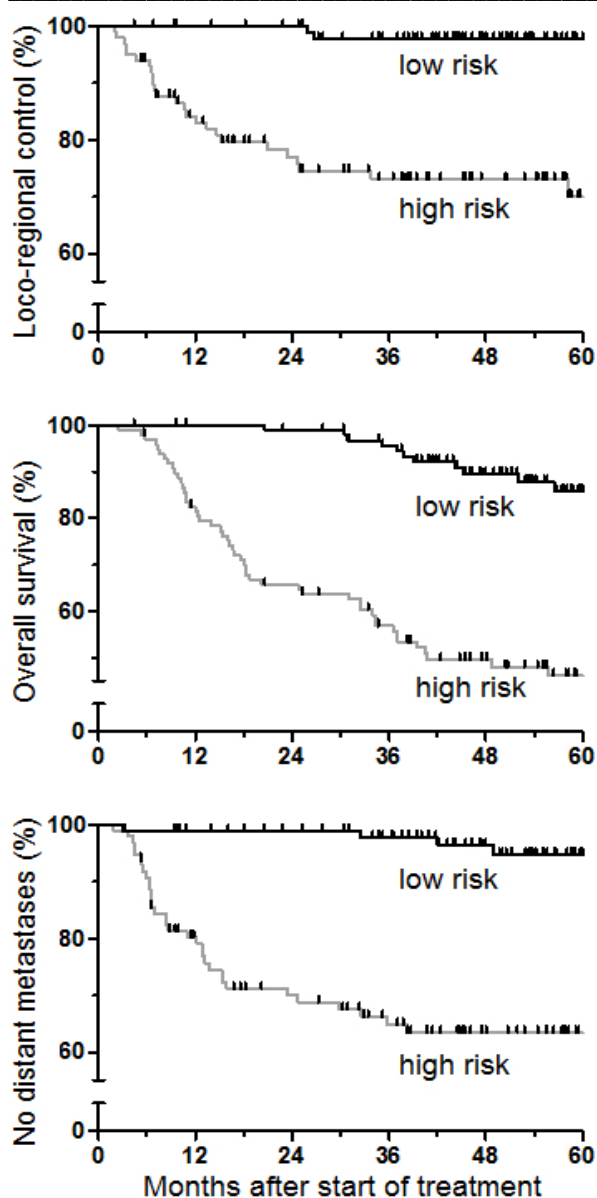 Loco-regional control (%)
100
80
60
0
low risk
high risk
0 12 24 36 48 60
Overall survival (%)
100
80
60
0
low risk
high risk
0 12 24 36 48 60
No distant metastases (%)
100
80
60
0
low risk
high risk
0 12 24 36 48 60
Months after start of treatment